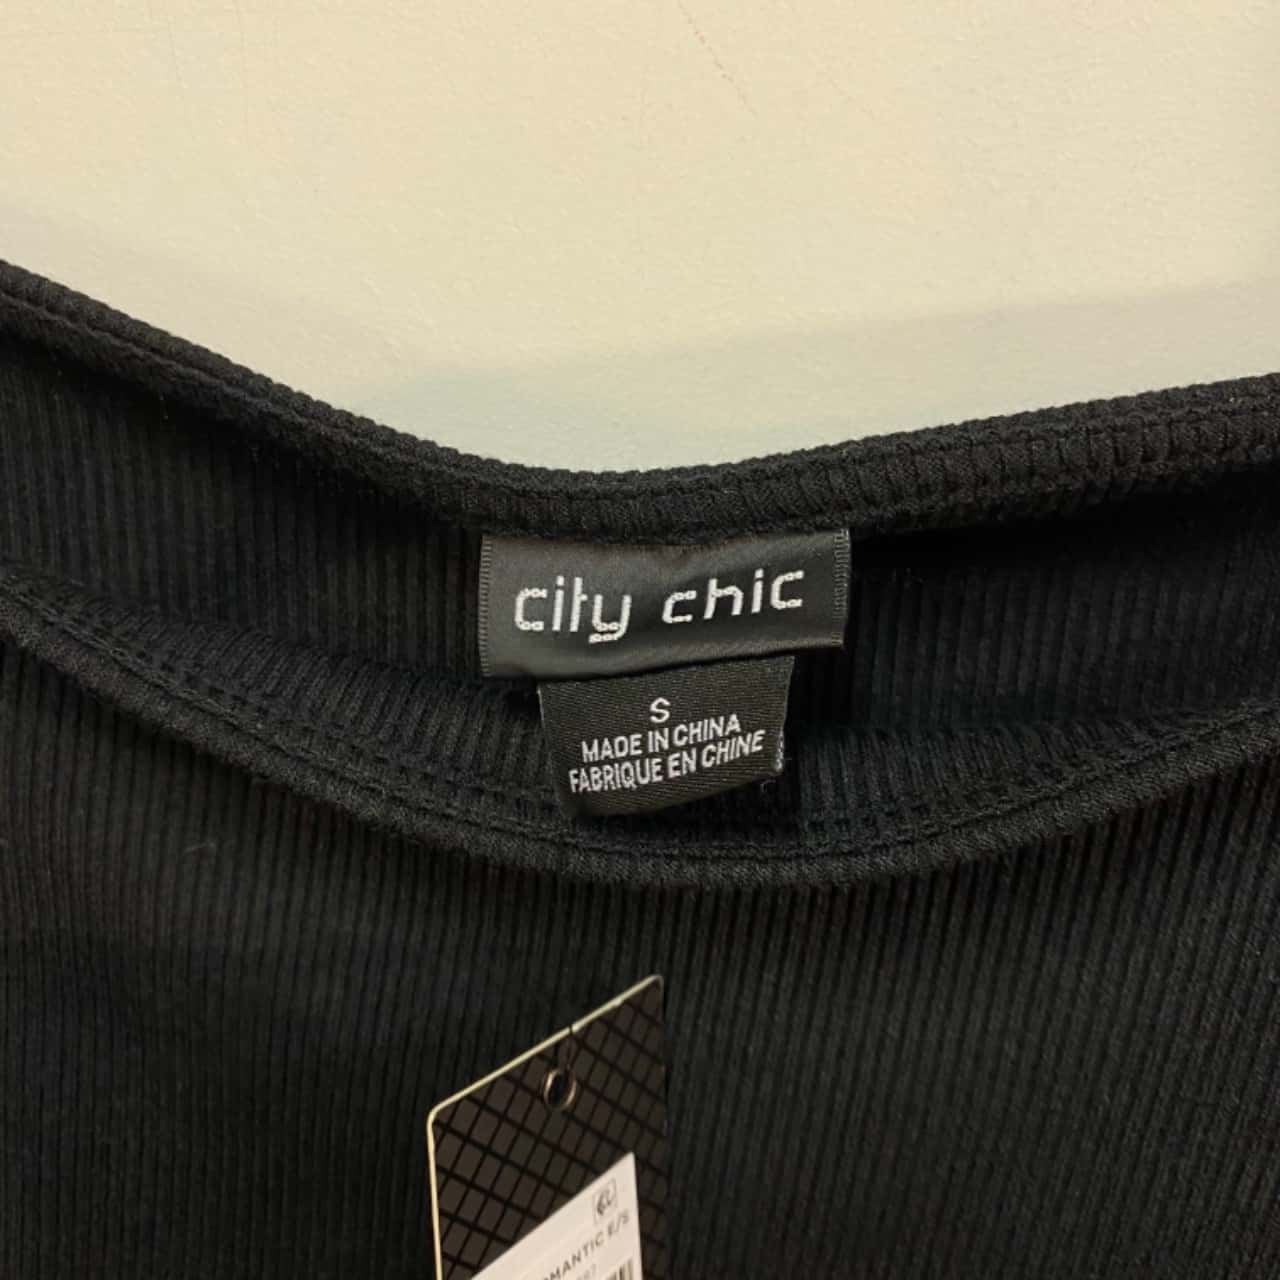 city chic
S
MADE IN CHINA
FABRIQUE EN CHINE
E/S